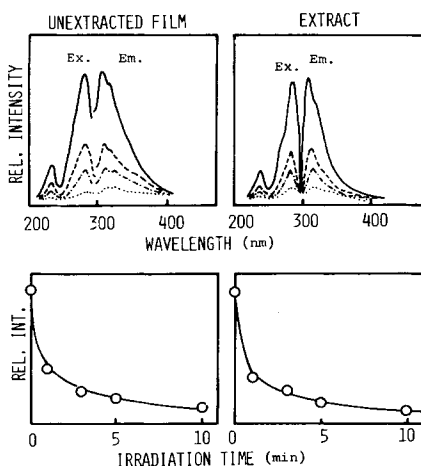 UNEXTRACTED FILM
EXTRACT
Ex. Em.
Ex. Em.
REL. INTENSITY
200 300 400
200 300 400
WAVELENGTH (nm)
REL. INT.
0 5 10
0 5 10
IRRADIATION TIME (min)